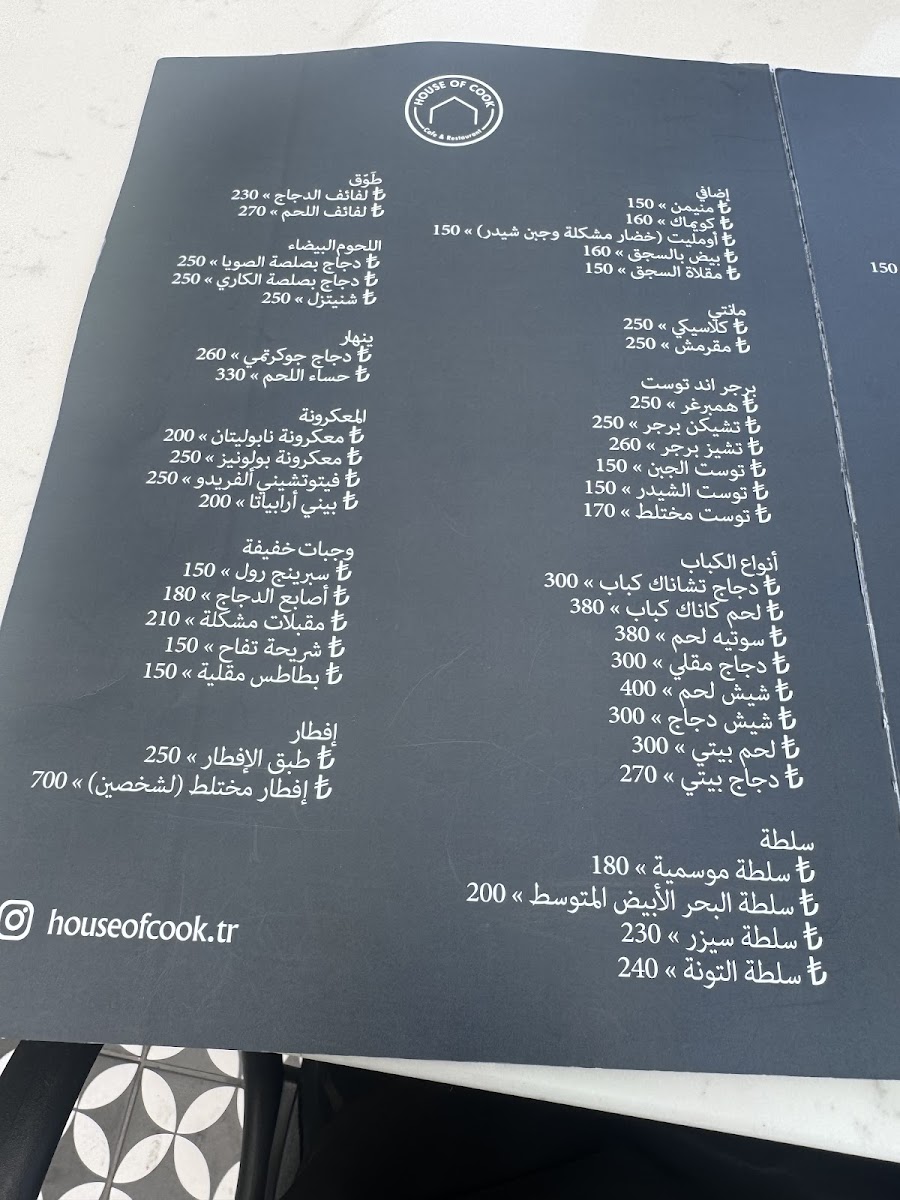 HOUSE OF COOK
Cafe & Restaurant
إضافي
₺ منيمن » 150
₺ كويماك » 160
₺ أومليت (خضار مشكلة وجبن شيدر) » 150
₺ بيض بالسجق » 160
₺ مقلاة السجق » 150
مانتي
₺ كلاسيكي » 250
₺ مقرمش » 250
برجر اند توست
₺ همبرغر » 250
₺ تشيكن برجر » 250
₺ تشيز برجر » 260
₺ توست الجبن » 150
₺ توست الشيدر » 150
₺ توست مختلط » 170
أنواع الكباب
₺ دجاج تشاناك كباب » 300
₺ لحم كاناك كباب » 380
₺ سوتيه لحم » 380
₺ دجاج مقلي » 300
₺ شيش لحم » 400
₺ شيش دجاج » 300
₺ لحم بيتي » 300
₺ دجاج بيتي » 270
سلطة
₺ سلطة موسمية » 180
₺ سلطة البحر الأبيض المتوسط » 200
₺ سلطة سيزر » 230
₺ سلطة التونة » 240
طَوّق
₺ لفائف الدجاج » 230
₺ لفائف اللحم » 270
اللحوم البيضاء
₺ دجاج بصلصة الصويا » 250
₺ دجاج بصلصة الكاري » 250
₺ شنيتزل » 250
ينهار
₺ دجاج جوكرتمي » 260
₺ حساء اللحم » 330
المعكرونة
₺ معكرونة نابوليتان » 200
₺ معكرونة بولونيز » 250
₺ فيتوتشيني ألفريدو » 250
₺ بيني أرابياتا » 200
وجبات خفيفة
₺ سبرينج رول » 150
₺ أصابع الدجاج » 180
₺ مقبلات مشكلة » 210
₺ شريحة تفاح » 150
₺ بطاطس مقلية » 150
إفطار
₺ طبق الإفطار » 250
₺ إفطار مختلط (لشخصين) » 700
houseofcook.tr
150